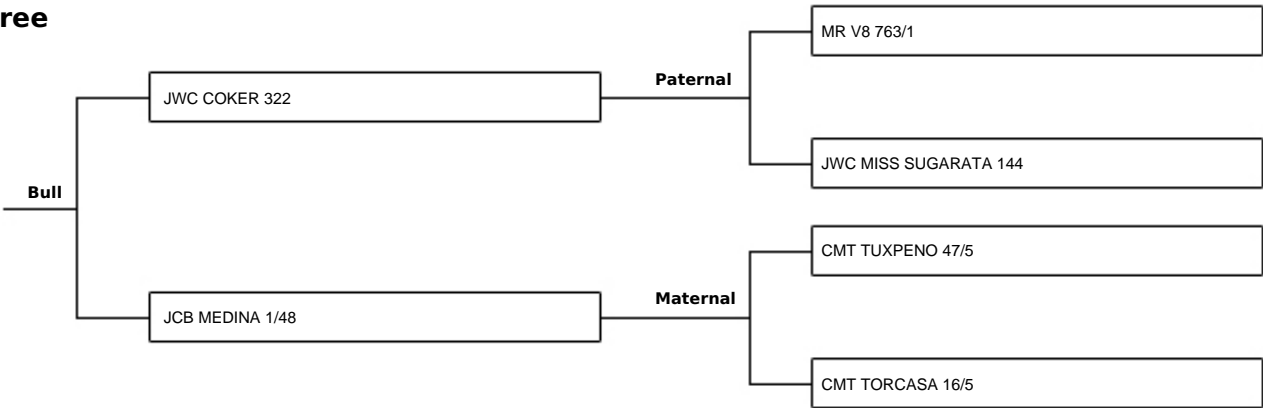 ree
MR V8 763/1
Paternal
JWC COKER 322
JWC MISS SUGARATA 144
Bull
CMT TUXPENO 47/5
Maternal
JCB MEDINA 1/48
CMT TORCASA 16/5